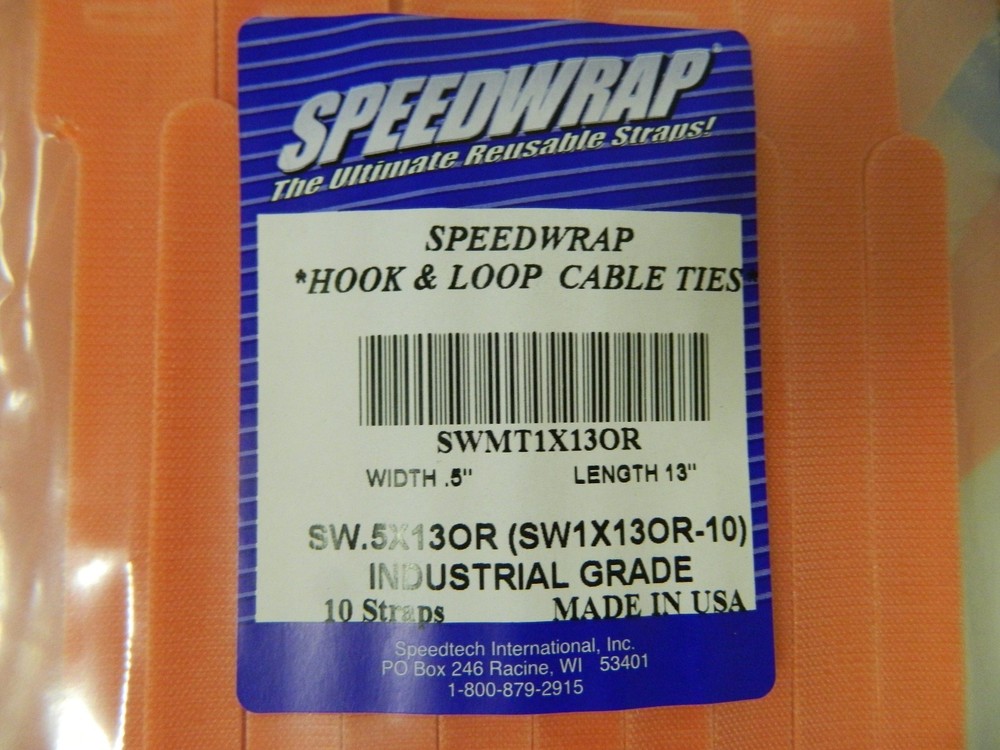 SPEEDWRAP®
The Ultimate Reusable Straps!
SPEEDWRAP
*HOOK & LOOP CABLE TIES*
SWMT1X13OR
WIDTH .5" LENGTH 13"
SW.5X13OR (SW1X13OR-10)
INDUSTRIAL GRADE
10 Straps MADE IN USA
Speedtech International, Inc.
PO Box 246 Racine, WI 53401
1-800-879-2915